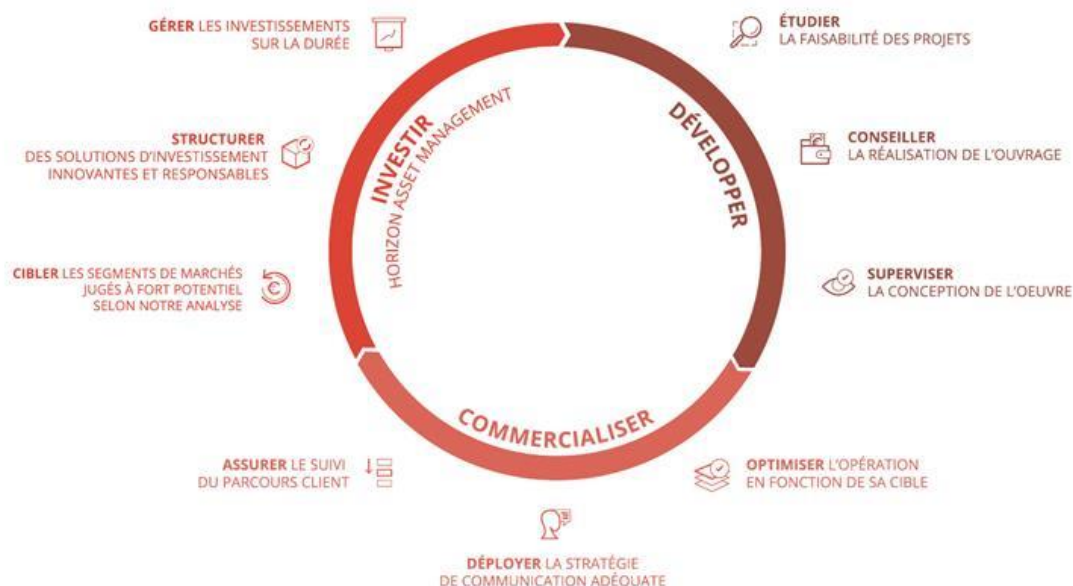 GÉRER LES INVESTISSEMENTS
SUR LA DURÉE
ÉTUDIER
LA FAISABILITÉ DES PROJETS
INVESTIR
HORIZON ASSET MANAGEMENT
DÉVELOPPER
STRUCTURER
DES SOLUTIONS D'INVESTISSEMENT
INNOVANTES ET RESPONSABLES
CONSEILLER
LA RÉALISATION DE L'OUVRAGE
CIBLER LES SEGMENTS DE MARCHÉS
JUGÉS À FORT POTENTIEL
SELON NOTRE ANALYSE
SUPERVISER
LA CONCEPTION DE L'OEUVRE
COMMERCIALISER
ASSURER LE SUIVI
DU PARCOURS CLIENT
OPTIMISER L'OPÉRATION
EN FONCTION DE SA CIBLE
DÉPLOYER LA STRATÉGIE
DE COMMUNICATION ADÉQUATE